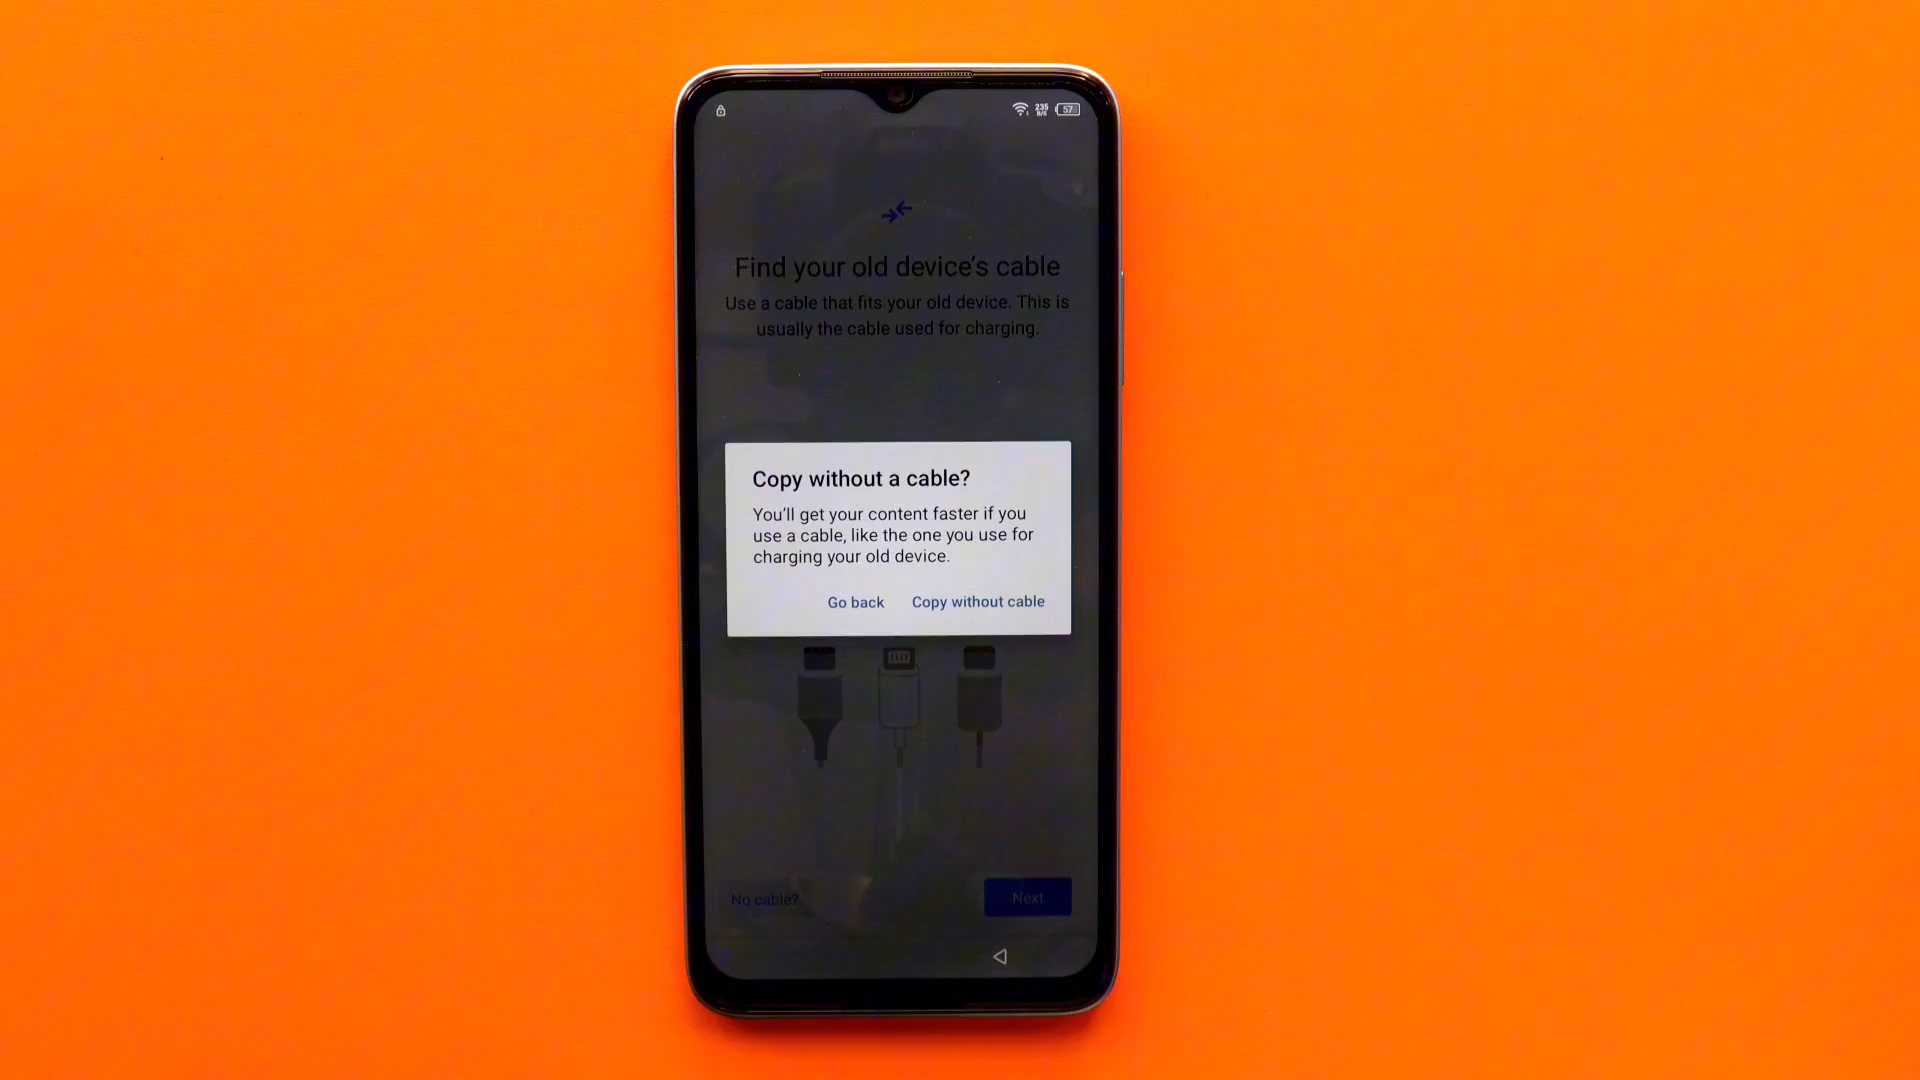 235
B/S
57
Find your old device's cable
Use a cable that fits your old device. This is
usually the cable used for charging.
Copy without a cable?
You'll get your content faster if you
use a cable, like the one you use for
charging your old device.
Go back
Copy without cable
No cable?
Next